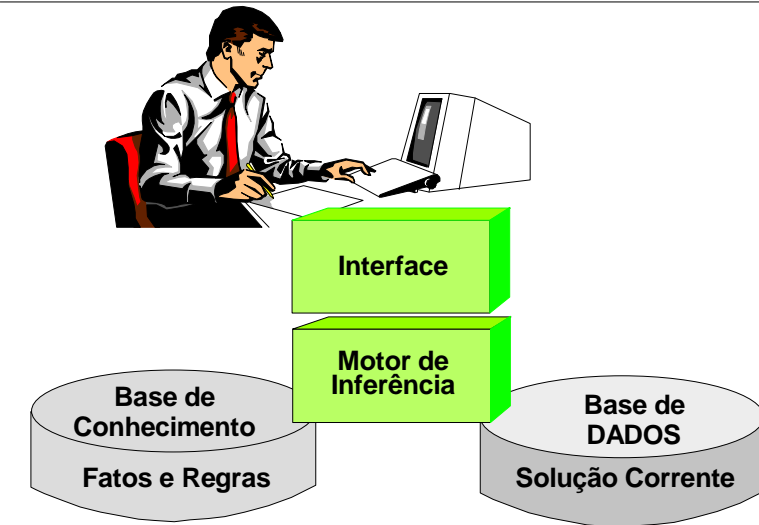 Interface
Motor de
Inferência
Base de
Conhecimento
Fatos e Regras
Base de
DADOS
Solução Corrente